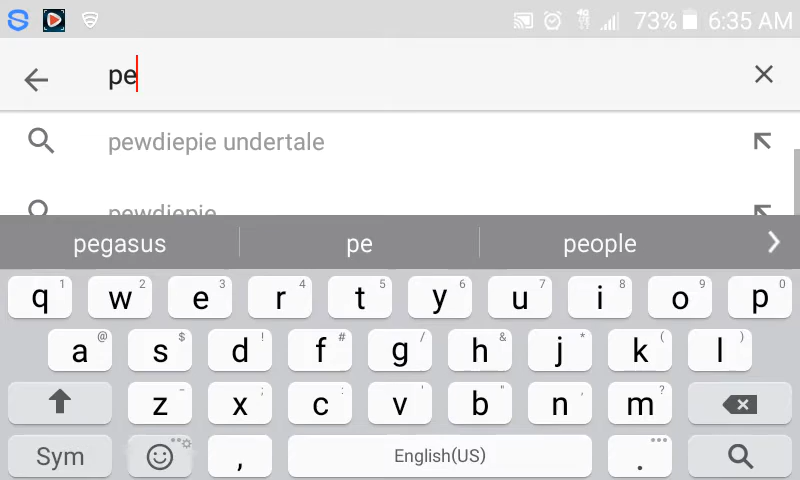 73% 6:35 AM
pe
pewdiepie undertale
pewdiepie
pegasus pe people
q 1 w 2 e 3 r 4 t 5 y 6 u 7 i 8 o 9 p 0
a @ s $ d ! f # g / h & j * k ( l )
z - x ; c : v ' b " n , m ?
Sym , English(US) .